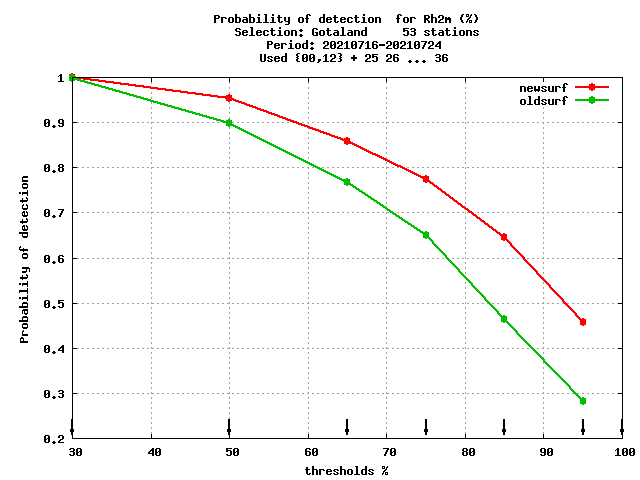 Probability of detection  for Rh2m (%)
Selection: Gotaland     53 stations
Period: 20210716-20210724
Used {00,12} + 25 26 ... 36
newsurf
oldsurf
Probability of detection
1
0.9
0.8
0.7
0.6
0.5
0.4
0.3
0.2
30 40 50 60 70 80 90 100
thresholds %